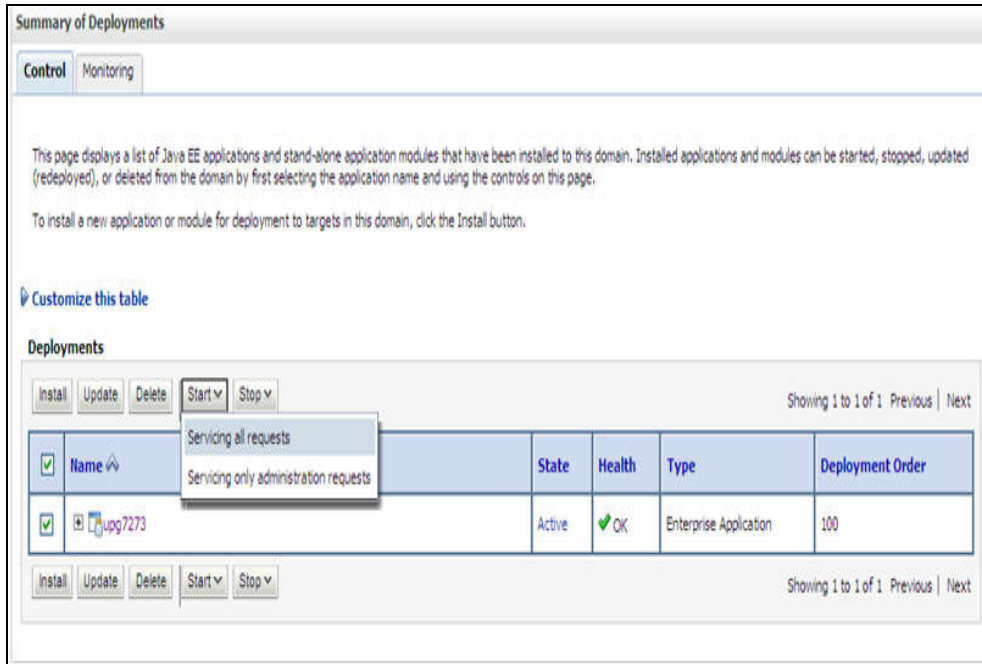 Summary of Deployments
Control Monitoring
This page displays a list of Java EE applications and stand-alone application modules that have been installed to this domain. Installed applications and modules can be started, stopped, updated
(redeployed), or deleted from the domain by first selecting the application name and using the controls on this page.
To install a new application or module for deployment to targets in this domain, click the Install button.
Customize this table
Deployments
Install Update Delete Start Stop Showing 1 to 1 of 1 Previous | Next
Servicing all requests
Servicing only administration requests
Name State Health Type Deployment Order
upg7273 Active OK Enterprise Application 100
Install Update Delete Start Stop Showing 1 to 1 of 1 Previous | Next